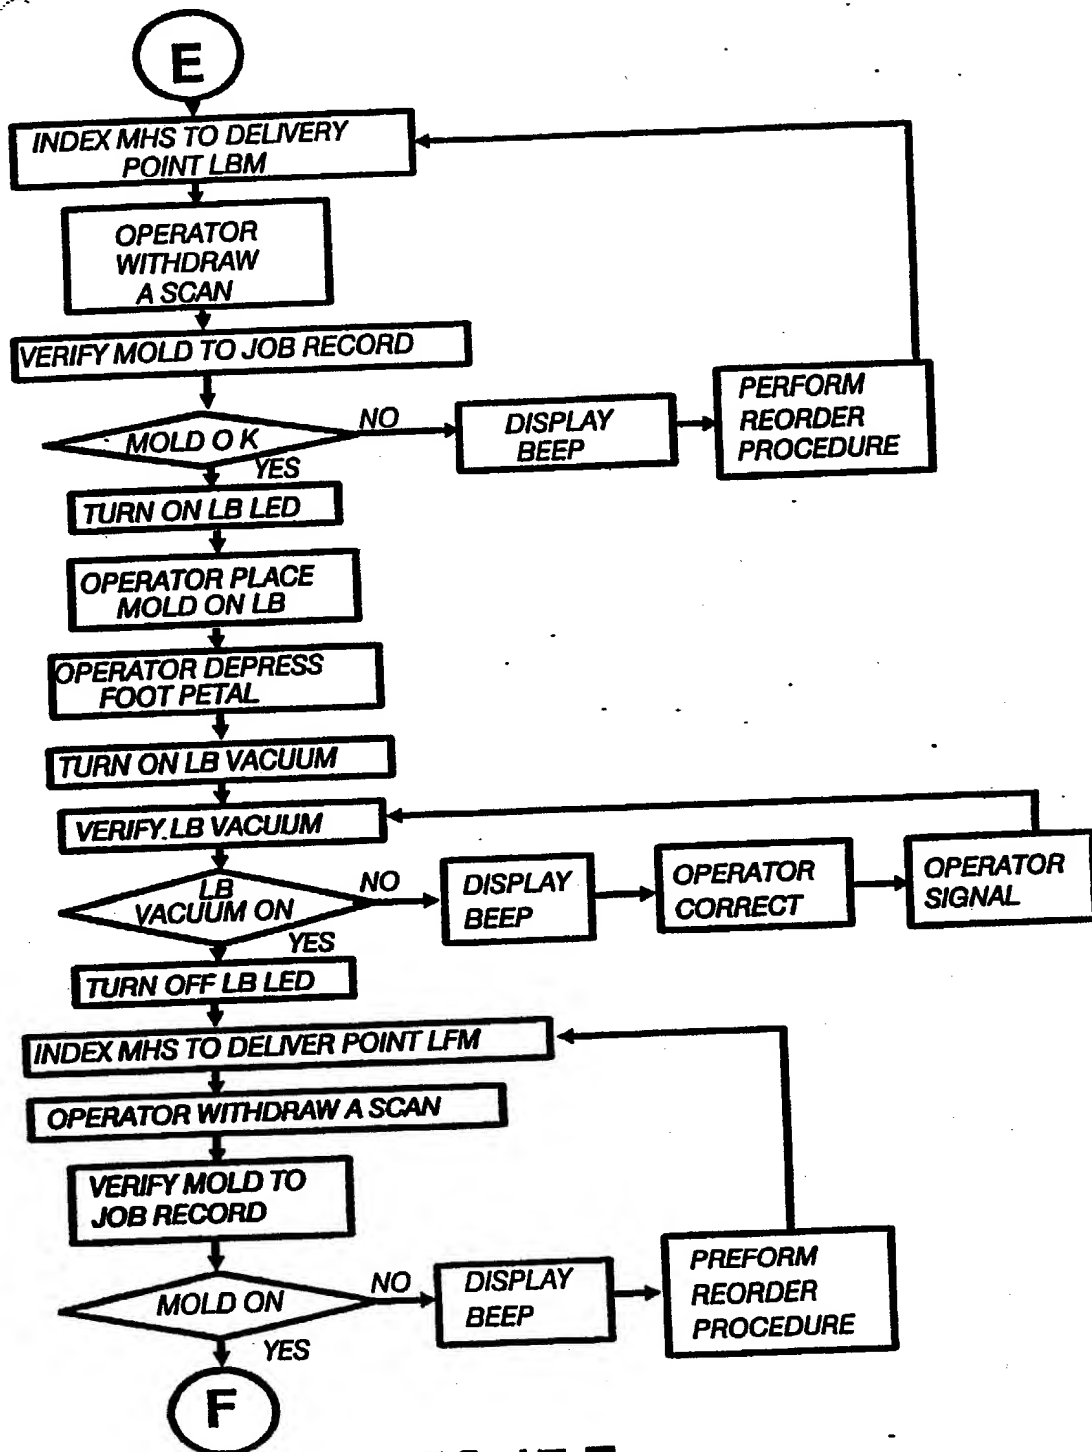 E
INDEX MHS TO DELIVERY
POINT LBM
OPERATOR
WITHDRAW
A SCAN
VERIFY MOLD TO JOB RECORD
MOLD O K
NO
DISPLAY
BEEP
PERFORM
REORDER
PROCEDURE
YES
TURN ON LB LED
OPERATOR PLACE
MOLD ON LB
OPERATOR DEPRESS
FOOT PETAL
TURN ON LB VACUUM
VERIFY LB VACUUM
LB
VACUUM ON
NO
DISPLAY
BEEP
OPERATOR
CORRECT
OPERATOR
SIGNAL
YES
TURN OFF LB LED
INDEX MHS TO DELIVER POINT LFM
OPERATOR WITHDRAW A SCAN
VERIFY MOLD TO
JOB RECORD
MOLD ON
NO
DISPLAY
BEEP
PREFORM
REORDER
PROCEDURE
YES
F